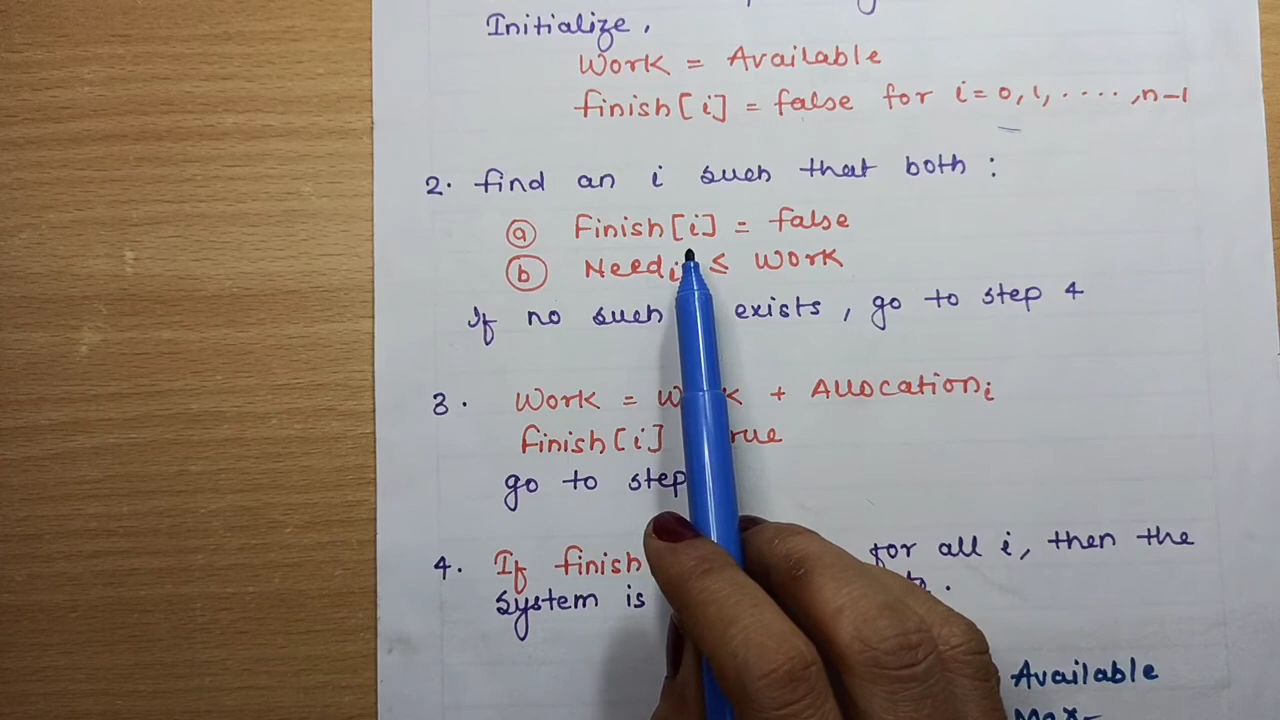 Initialize.
Work = Available
finish[i] = false for i = 0, 1, ...., n-1
2. find an i such that both :
(a) Finish[i] = false
(b) Needi ≤ Work
If no such exists, go to step 4
3. Work = + Allocationi
finish[i]
go to step
4. If finish for all i, then the
system is
Available
Max-